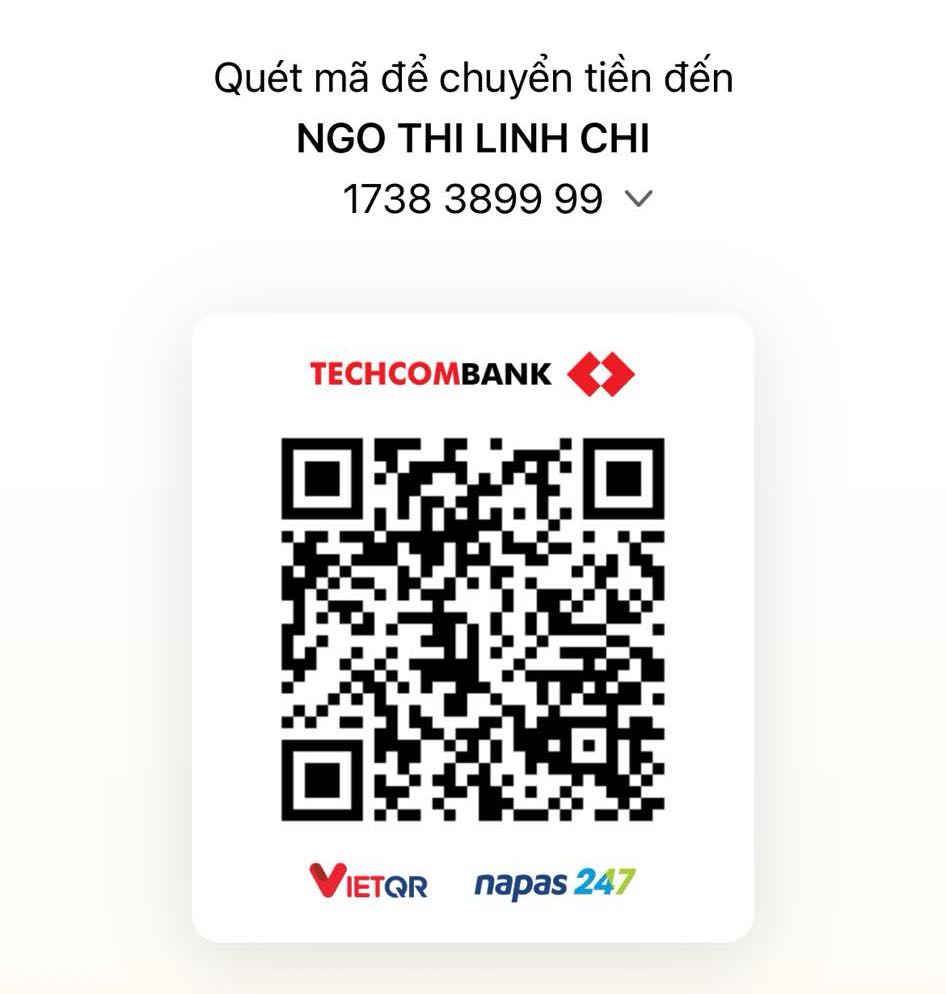 Quét mã để chuyển tiền đến
NGO THI LINH CHI
1738 3899 99
TECHCOMBANK
VIETQR
napas 247